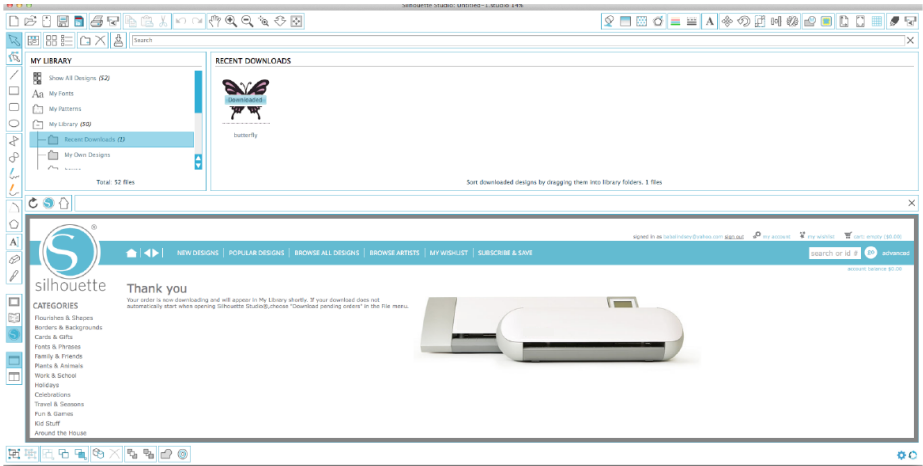 Silhouette Studio: Untitled-1.studio 14%
Search
MY LIBRARY
Show All Designs (52)
My Fonts
My Patterns
My Library (50)
Recent Downloads (1)
My Own Designs
Total: 52 files
RECENT DOWNLOADS
Downloaded
butterfly
Sort downloaded designs by dragging them into library folders. 1 files
sign out
my account
my wishlist
cart: empty ($0.00)
NEW DESIGNS | POPULAR DESIGNS | BROWSE ALL DESIGNS | BROWSE ARTISTS | MY WISHLIST | SUBSCRIBE & SAVE
search or id #
go
advanced
account balance $0.00
S
silhouette
Thank you
Your order is now downloading and will appear in My Library shortly. If your download does not
automatically start when opening Silhouette Studio®,choose "Download pending orders" in the File menu.
CATEGORIES
Flourishes & Shapes
Borders & Backgrounds
Cards & Gifts
Fonts & Phrases
Family & Friends
Plants & Animals
Work & School
Holidays
Celebrations
Travel & Seasons
Fun & Games
Kid Stuff
Around the House